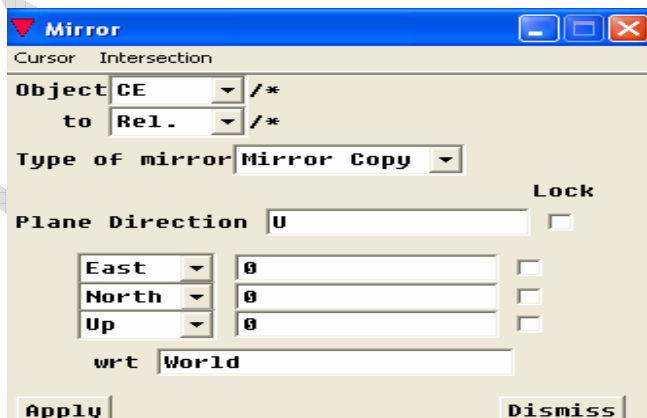 Mirror
Cursor Intersection
Object CE /*
to Rel. /*
Type of mirror Mirror Copy
Lock
Plane Direction U
East 0
North 0
Up 0
wrt World
Apply Dismiss